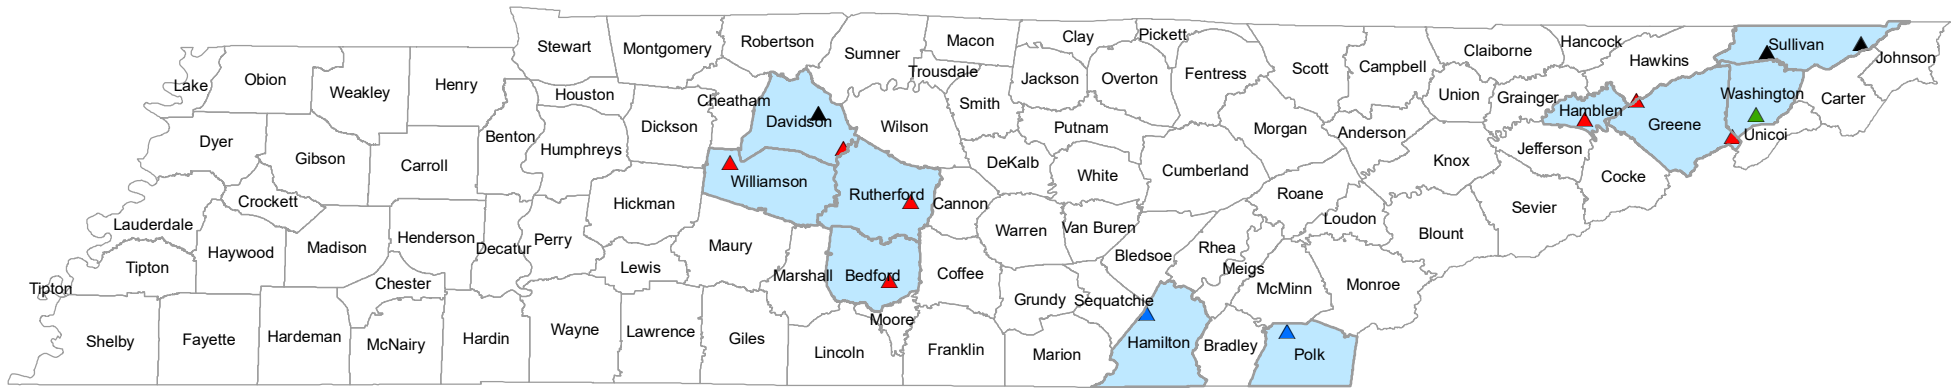 Stewart
Montgomery
Robertson
Sumner
Macon
Clay
Pickett
Scott
Campbell
Claiborne
Hancock
Hawkins
Sullivan
Johnson
Lake
Obion
Weakley
Henry
Houston
Cheatham
Trousdale
Jackson
Overton
Fentress
Union
Grainger
Hamblen
Greene
Washington
Carter
Unicoi
Dyer
Gibson
Carroll
Benton
Humphreys
Dickson
Davidson
Wilson
Smith
Putnam
Morgan
Anderson
Knox
Jefferson
Cocke
Crockett
Hickman
Williamson
Rutherford
Cannon
DeKalb
White
Cumberland
Roane
Loudon
Blount
Sevier
Lauderdale
Haywood
Madison
Henderson
Decatur
Perry
Lewis
Maury
Marshall
Bedford
Coffee
Warren
Van Buren
Bledsoe
Rhea
Meigs
McMinn
Monroe
Tipton
Tipton
Chester
Moore
Grundy
Sequatchie
Shelby
Fayette
Hardeman
McNairy
Hardin
Wayne
Lawrence
Giles
Lincoln
Franklin
Marion
Hamilton
Bradley
Polk